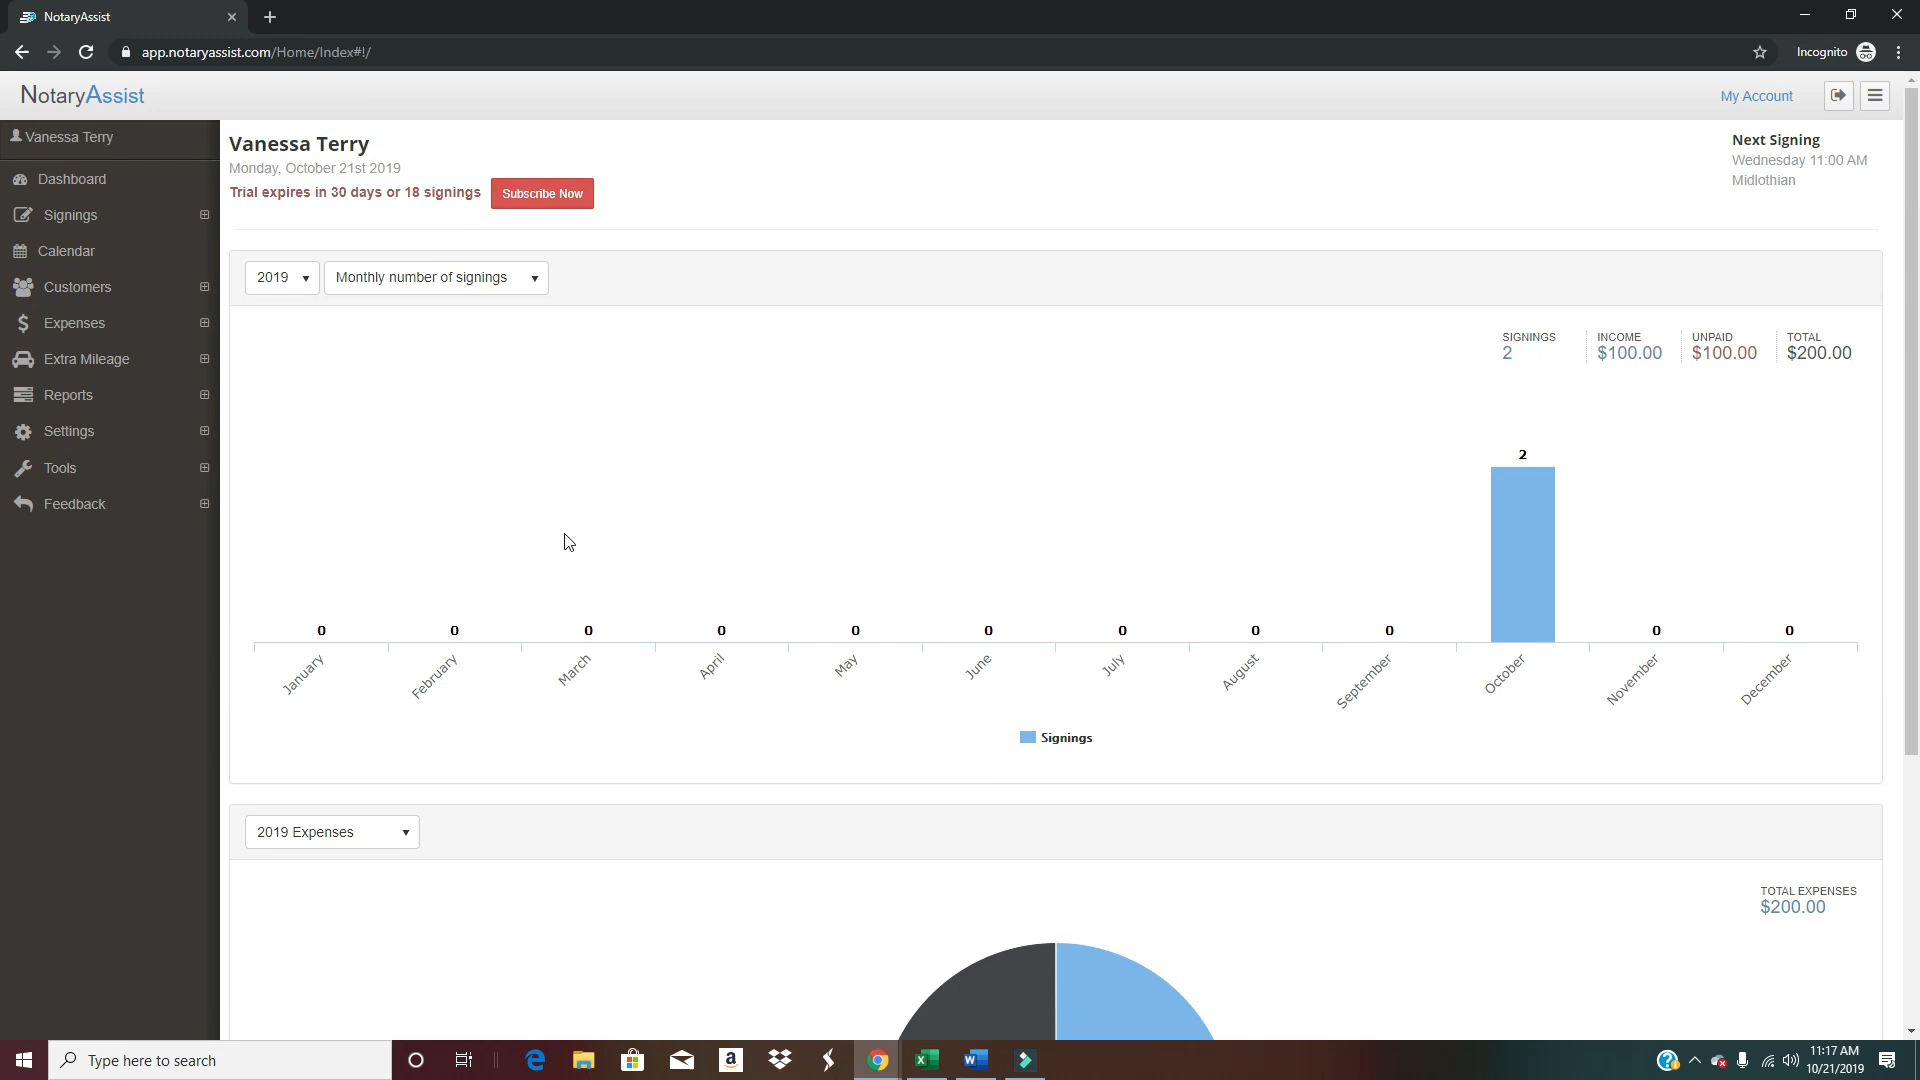 NotaryAssist
app.notaryassist.com/Home/Index#!/
Incognito
NotaryAssist
My Account
Vanessa Terry
Dashboard
Signings
Calendar
Customers
Expenses
Extra Mileage
Reports
Settings
Tools
Feedback
Vanessa Terry
Monday, October 21st 2019
Trial expires in 30 days or 18 signings
Subscribe Now
Next Signing
Wednesday 11:00 AM
Midlothian
2019
Monthly number of signings
SIGNINGS
2
INCOME
$100.00
UNPAID
$100.00
TOTAL
$200.00
0 0 0 0 0 0 0 0 0 2 0 0
January February March April May June July August September October November December
Signings
2019 Expenses
TOTAL EXPENSES
$200.00
Type here to search
11:17 AM
10/21/2019